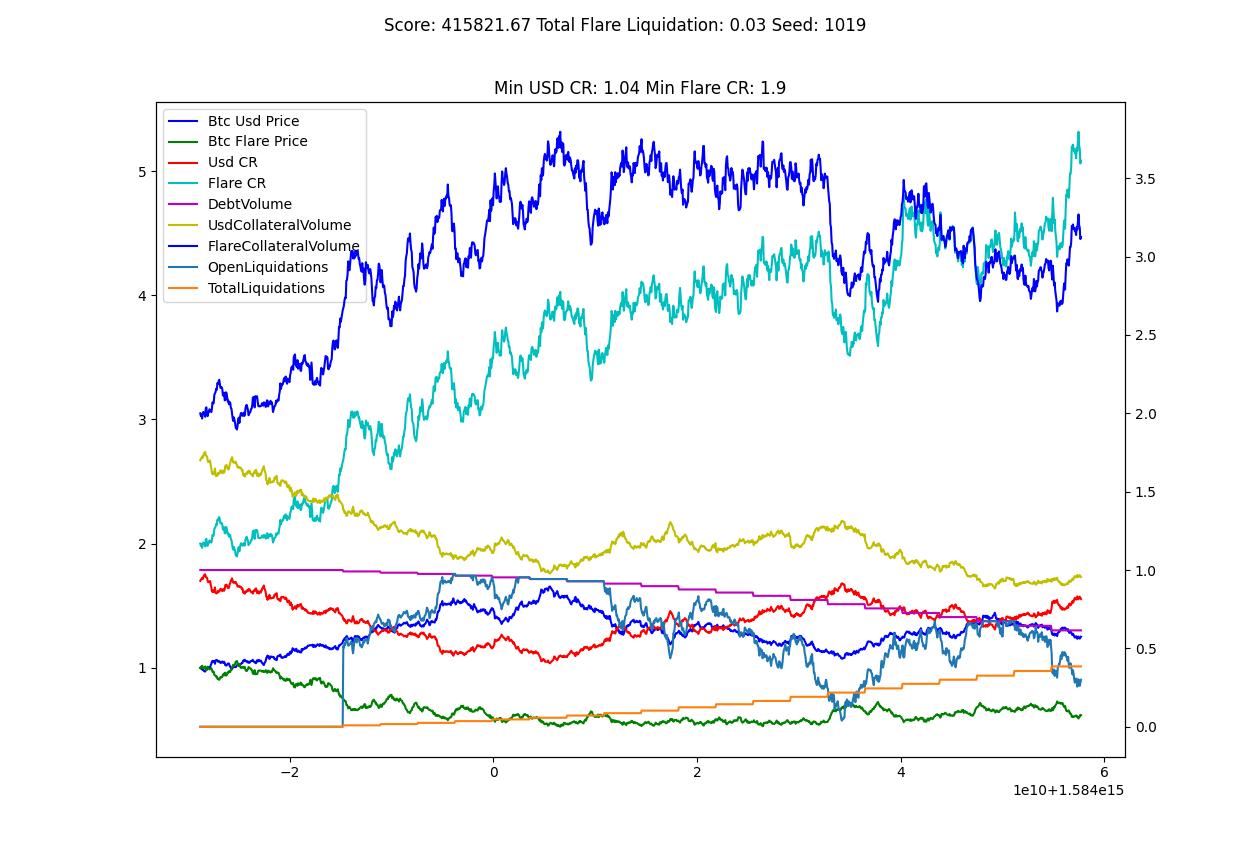 Score: 415821.67 Total Flare Liquidation: 0.03 Seed: 1019
Min USD CR: 1.04 Min Flare CR: 1.9
Btc Usd Price
Btc Flare Price
Usd CR
Flare CR
DebtVolume
UsdCollateralVolume
FlareCollateralVolume
OpenLiquidations
TotalLiquidations
5
4
3
2
1
3.5
3.0
2.5
2.0
1.5
1.0
0.5
0.0
−2 0 2 4 6
1e10+1.584e15